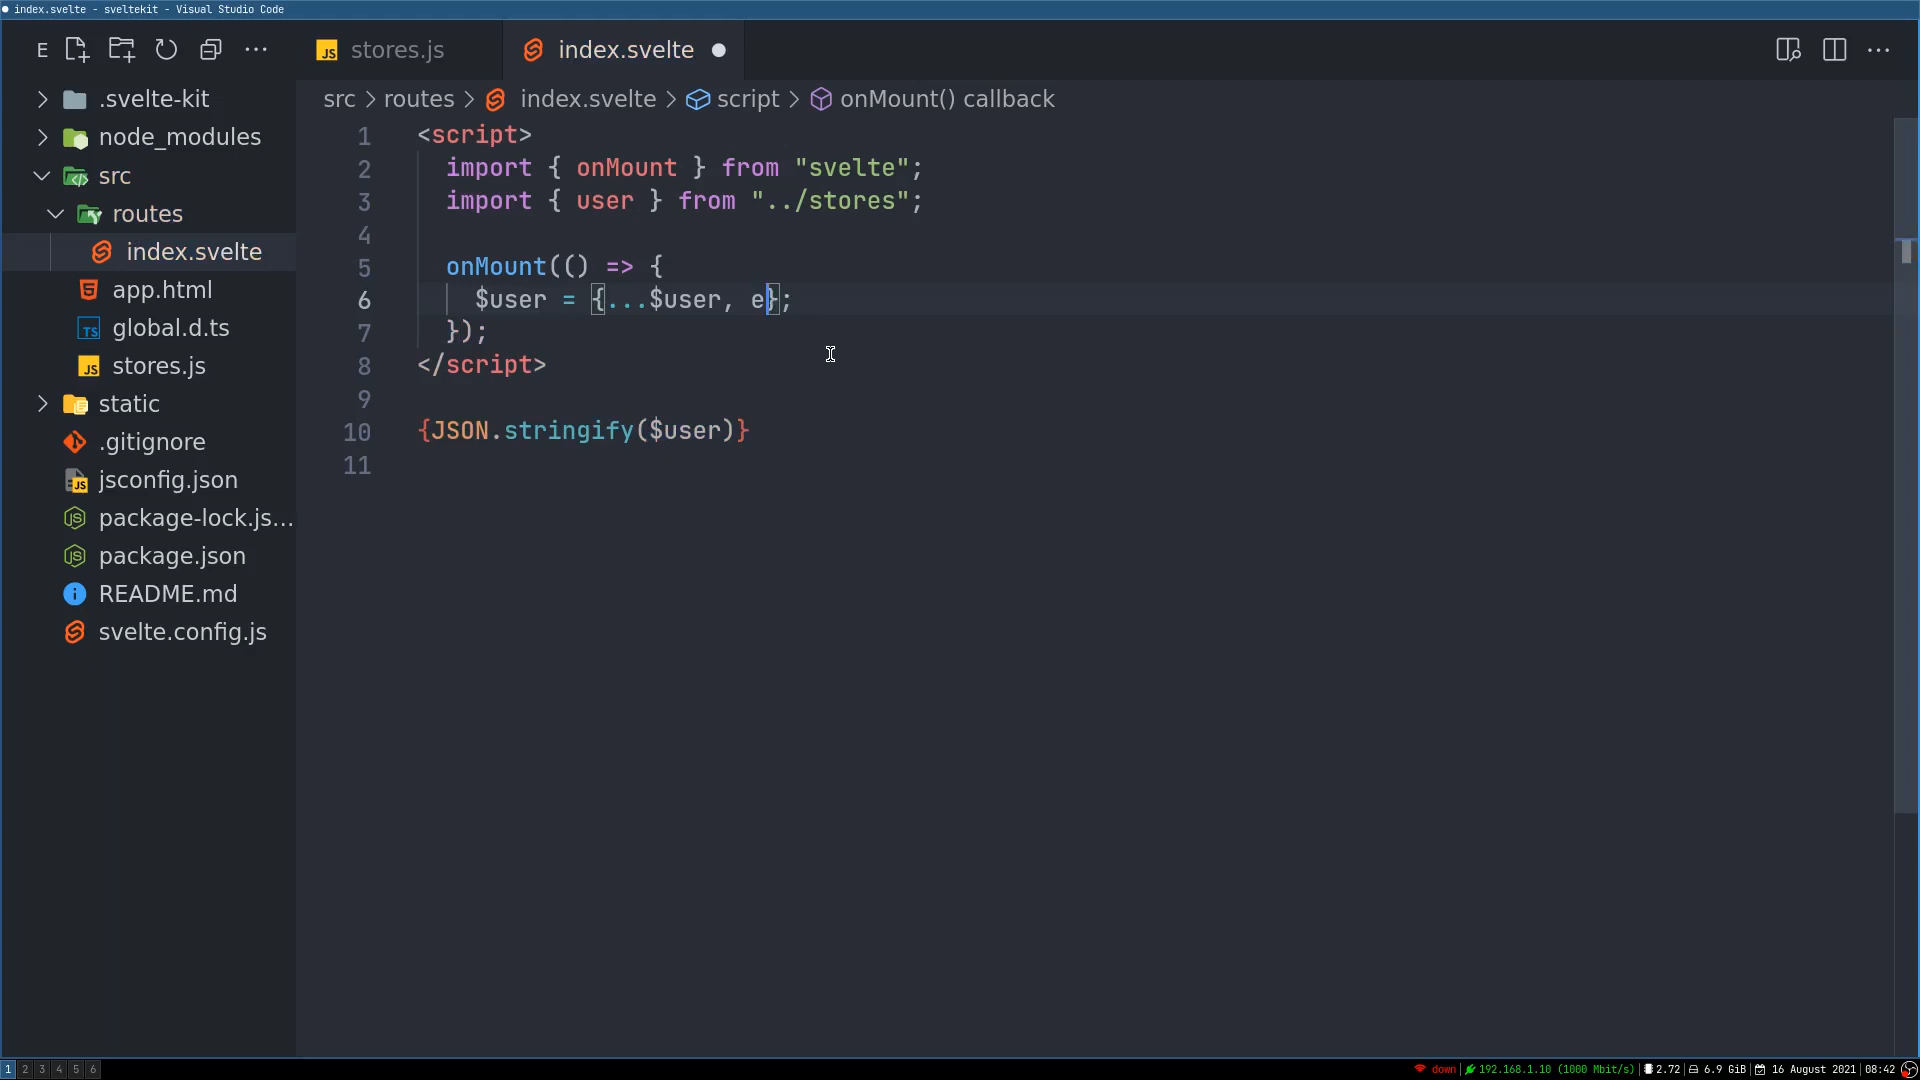 index.svelte - sveltekit - Visual Studio Code
E
stores.js
index.svelte
src > routes > index.svelte > script > onMount() callback
.svelte-kit
node_modules
src
routes
index.svelte
app.html
TS global.d.ts
JS stores.js
static
.gitignore
jsconfig.json
package-lock.js...
package.json
README.md
svelte.config.js
1 <script>
2 import { onMount } from "svelte";
3 import { user } from "../stores";
4
5 onMount(() => {
6 $user = {...$user, e};
7 });
8 </script>
9
10 {JSON.stringify($user)}
11
1 2 3 4 5 6
down | 192.168.1.10 (1000 Mbit/s) | 2.72 | 6.9 GiB | 16 August 2021 | 08:42